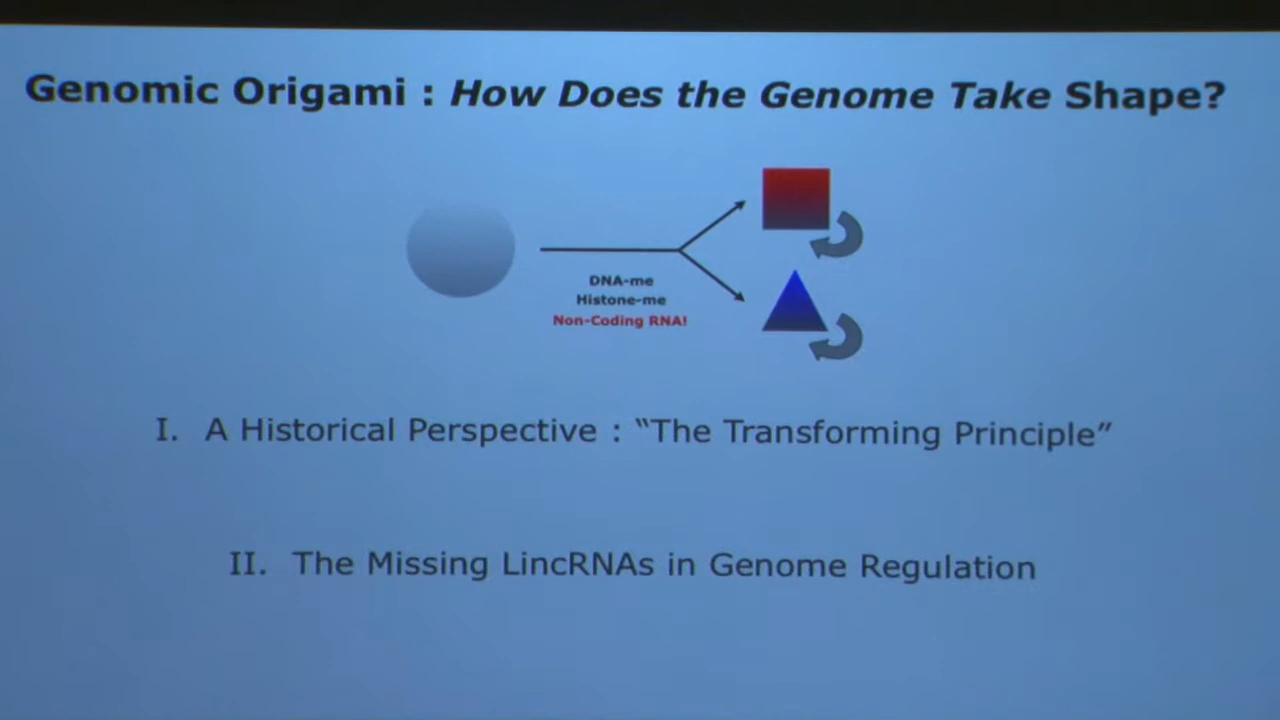 Genomic Origami : How Does the Genome Take Shape?
DNA-me
Histone-me
Non-Coding RNA!
I. A Historical Perspective : “The Transforming Principle”
II. The Missing LincRNAs in Genome Regulation